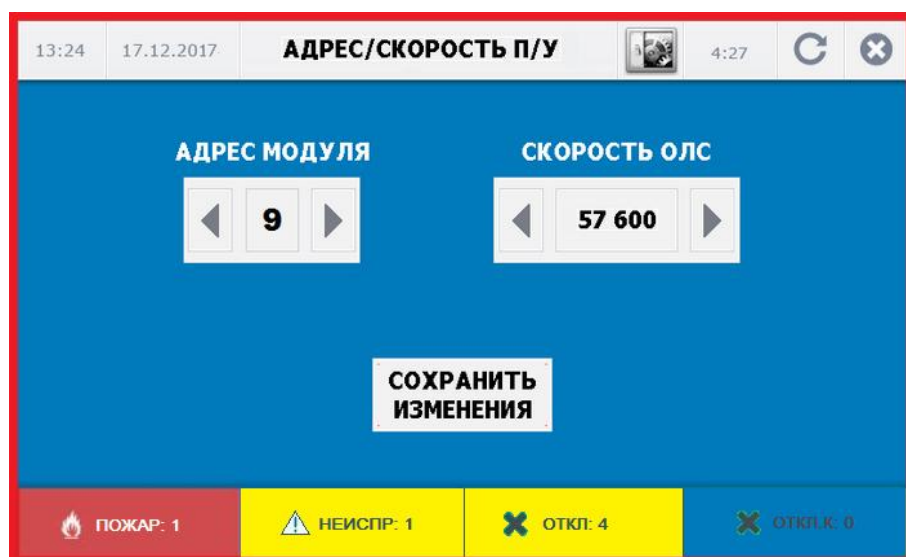 13:24 17.12.2017 АДРЕС/СКОРОСТЬ П/У 4:27
АДРЕС МОДУЛЯ СКОРОСТЬ ОЛС
9 57 600
СОХРАНИТЬ
ИЗМЕНЕНИЯ
ПОЖАР: 1 НЕИСПР: 1 ОТКЛ: 4 ОТКЛ.К: 0